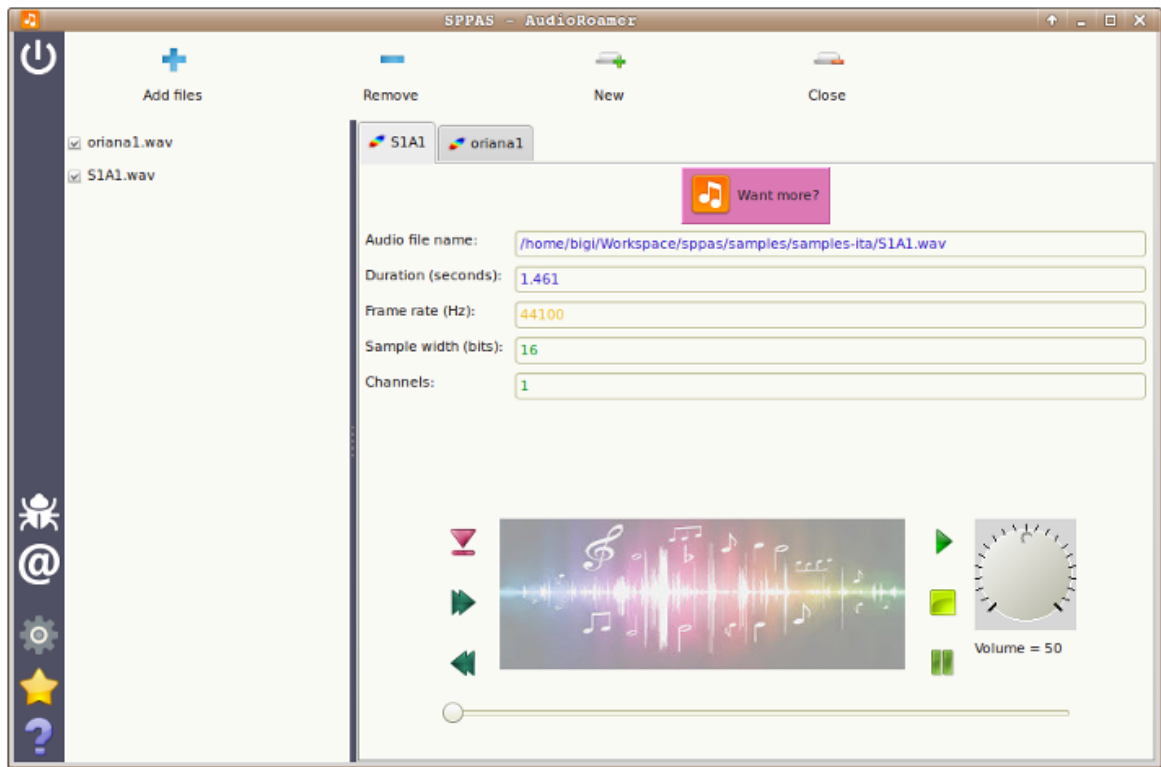 SPPAS - AudioRoamer
Add files
Remove
New
Close
oriana1.wav
S1A1.wav
S1A1
oriana1
Want more?
Audio file name: /home/bigi/Workspace/sppas/samples/samples-ita/S1A1.wav
Duration (seconds): 1.461
Frame rate (Hz): 44100
Sample width (bits): 16
Channels: 1
@
Volume = 50
?